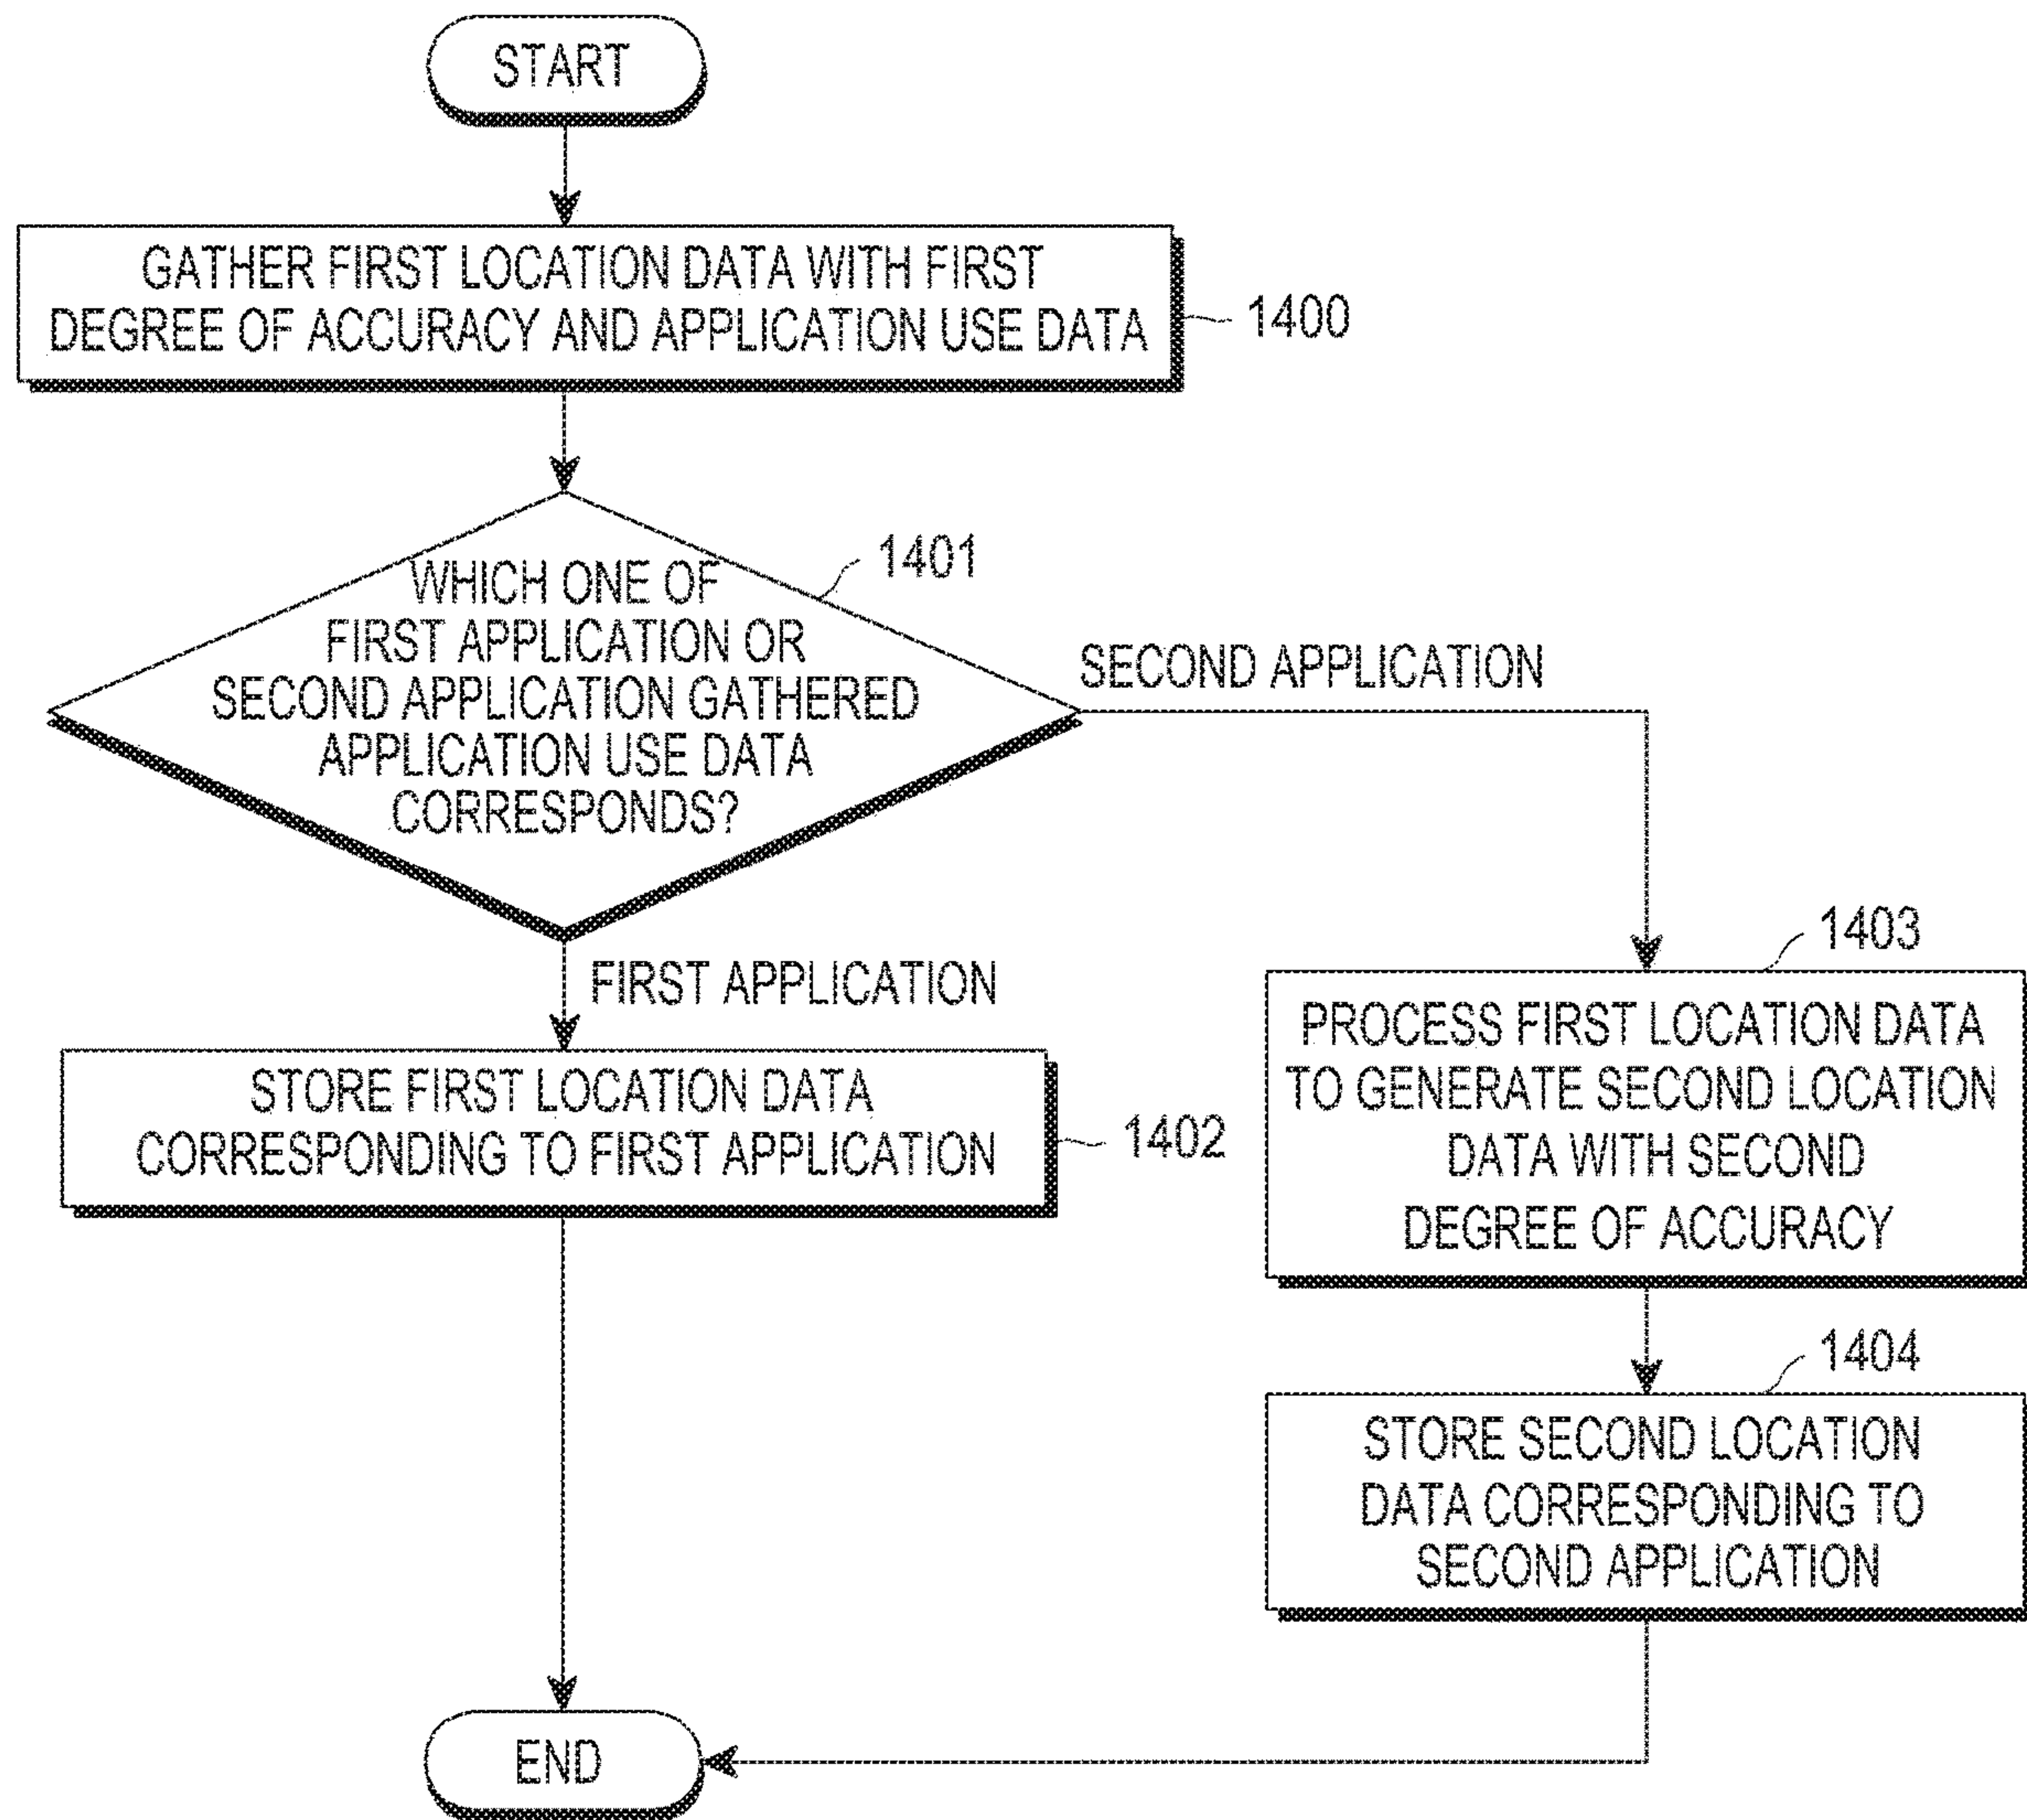 START
GATHER FIRST LOCATION DATA WITH FIRST
DEGREE OF ACCURACY AND APPLICATION USE DATA
1400
1401
WHICH ONE OF
FIRST APPLICATION OR
SECOND APPLICATION GATHERED
APPLICATION USE DATA
CORRESPONDS?
SECOND APPLICATION
FIRST APPLICATION
STORE FIRST LOCATION DATA
CORRESPONDING TO FIRST APPLICATION
1402
1403
PROCESS FIRST LOCATION DATA
TO GENERATE SECOND LOCATION
DATA WITH SECOND
DEGREE OF ACCURACY
1404
STORE SECOND LOCATION
DATA CORRESPONDING TO
SECOND APPLICATION
END